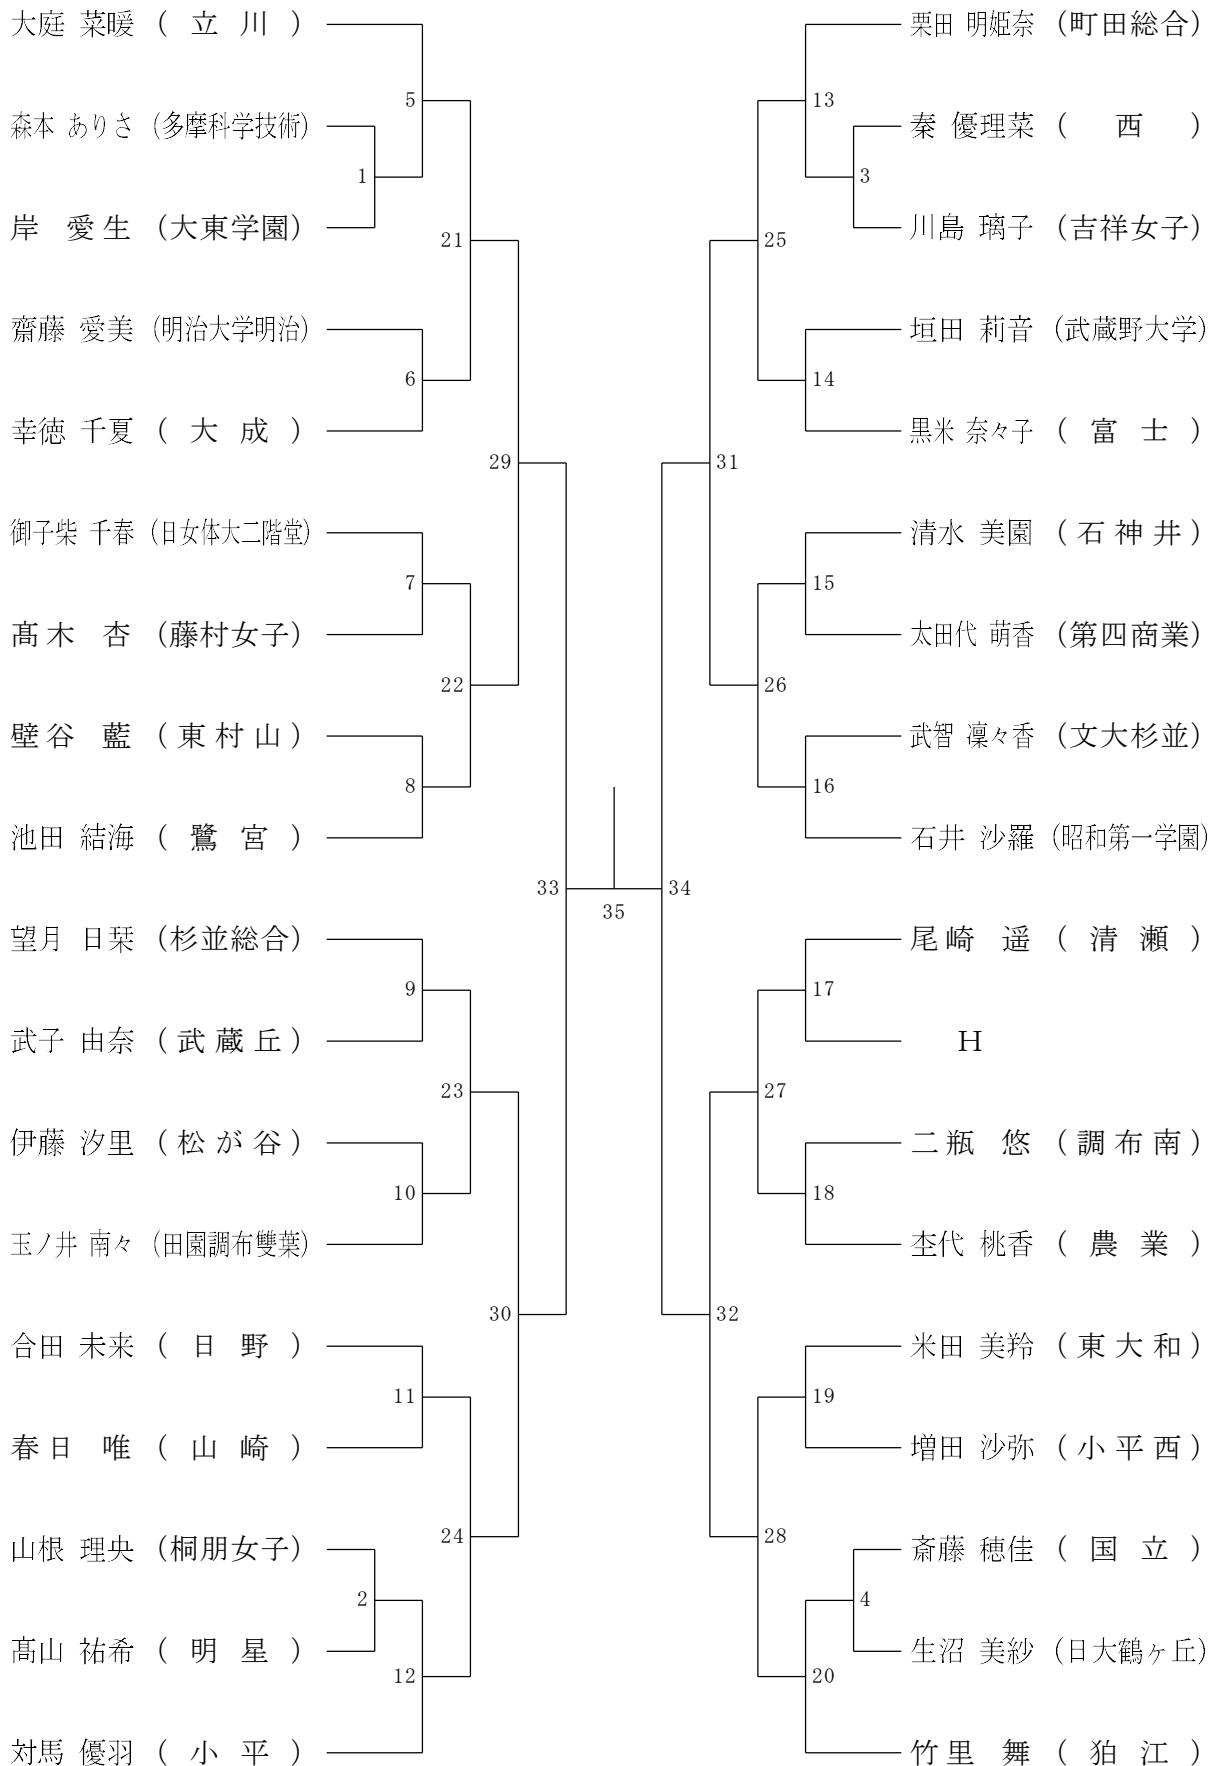 大庭 菜暖 ( 立 川 )
5
森本 ありさ (多摩科学技術)
1
岸 愛生 (大東学園)
21
齋藤 愛美 (明治大学明治)
6
幸徳 千夏 ( 大 成 )
29
御子柴 千春 (日女体大二階堂)
7
髙木 杏 (藤村女子)
22
壁谷 藍 (東村山)
8
池田 結海 ( 鷺 宮 )
33
望月 日栞 (杉並総合)
9
武子 由奈 (武蔵丘)
23
伊藤 汐里 (松が谷)
10
玉ノ井 南々 (田園調布雙葉)
30
合田 未来 ( 日 野 )
11
春日 唯 ( 山 崎 )
24
山根 理央 (桐朋女子)
2
髙山 祐希 ( 明 星 )
12
対馬 優羽 ( 小 平 )
35
栗田 明姫奈 (町田総合)
13
秦 優理菜 ( 西 )
3
川島 璃子 (吉祥女子)
25
垣田 莉音 (武蔵野大学)
14
黒米 奈々子 ( 富 士 )
31
清水 美園 (石神井)
15
太田代 萌香 (第四商業)
26
武智 凜々香 (文大杉並)
16
石井 沙羅 (昭和第一学園)
34
尾崎 遥 ( 清 瀬 )
17
H
27
二瓶 悠 (調布南)
18
杢代 桃香 ( 農 業 )
32
米田 美羚 (東大和)
19
増田 沙弥 (小平西)
28
斎藤 穂佳 ( 国 立 )
4
生沼 美紗 (日大鶴ヶ丘)
20
竹里 舞 ( 狛 江 )